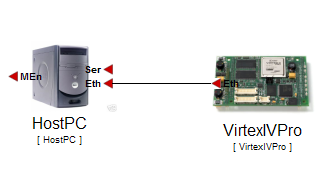 MEn
Ser
Eth
Eth
HostPC
[ HostPC ]
VirtexIVPro
[ VirtexIVPro ]